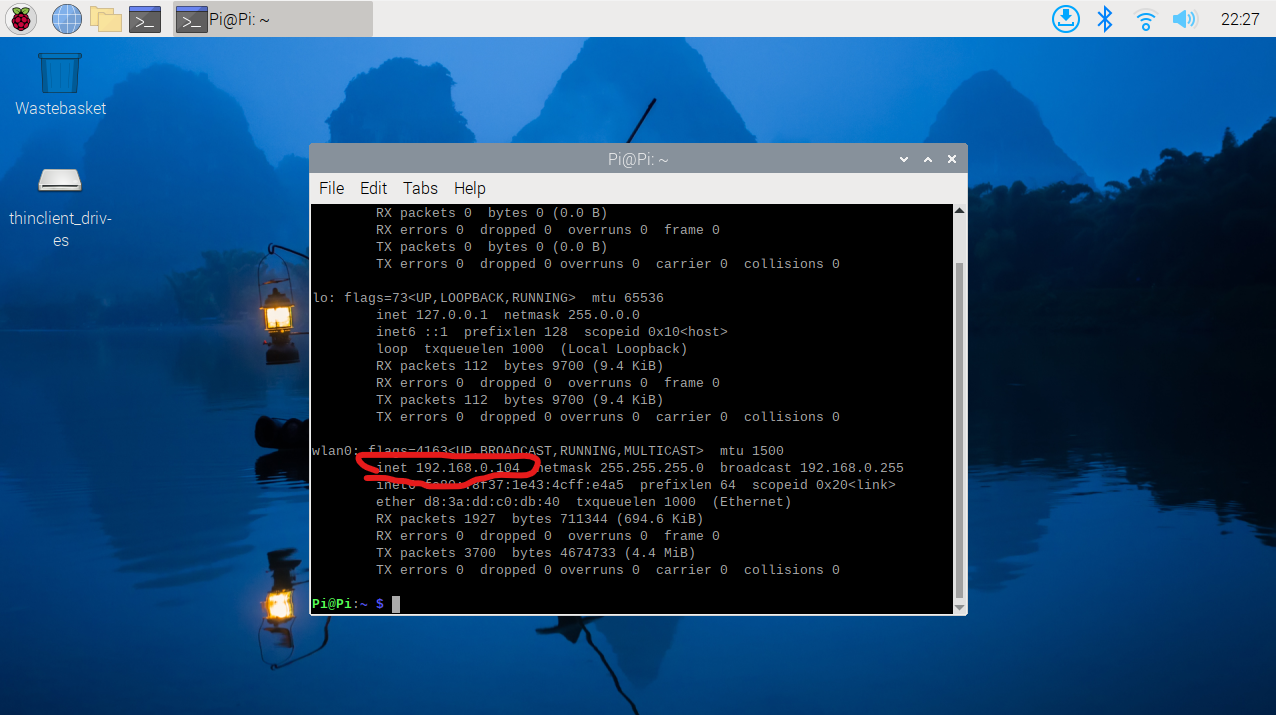 Pi@Pi: ~
22:27
Wastebasket
thinclient_driv-
es
Pi@Pi: ~
File Edit Tabs Help
RX packets 0 bytes 0 (0.0 B)
RX errors 0 dropped 0 overruns 0 frame 0
TX packets 0 bytes 0 (0.0 B)
TX errors 0 dropped 0 overruns 0 carrier 0 collisions 0
lo: flags=73<UP,LOOPBACK,RUNNING> mtu 65536
inet 127.0.0.1 netmask 255.0.0.0
inet6 ::1 prefixlen 128 scopeid 0x10<host>
loop txqueuelen 1000 (Local Loopback)
RX packets 112 bytes 9700 (9.4 KiB)
RX errors 0 dropped 0 overruns 0 frame 0
TX packets 112 bytes 9700 (9.4 KiB)
TX errors 0 dropped 0 overruns 0 carrier 0 collisions 0
wlan0: flags=4163<UP,BROADCAST,RUNNING,MULTICAST> mtu 1500
inet 192.168.0.104 netmask 255.255.255.0 broadcast 192.168.0.255
inet6 prefixlen 64 scopeid 0x20<link>
ether d8:3a:dd:c0:db:40 txqueuelen 1000 (Ethernet)
RX packets 1927 bytes 711344 (694.6 KiB)
RX errors 0 dropped 0 overruns 0 frame 0
TX packets 3700 bytes 4674733 (4.4 MiB)
TX errors 0 dropped 0 overruns 0 carrier 0 collisions 0
Pi@Pi:~ $